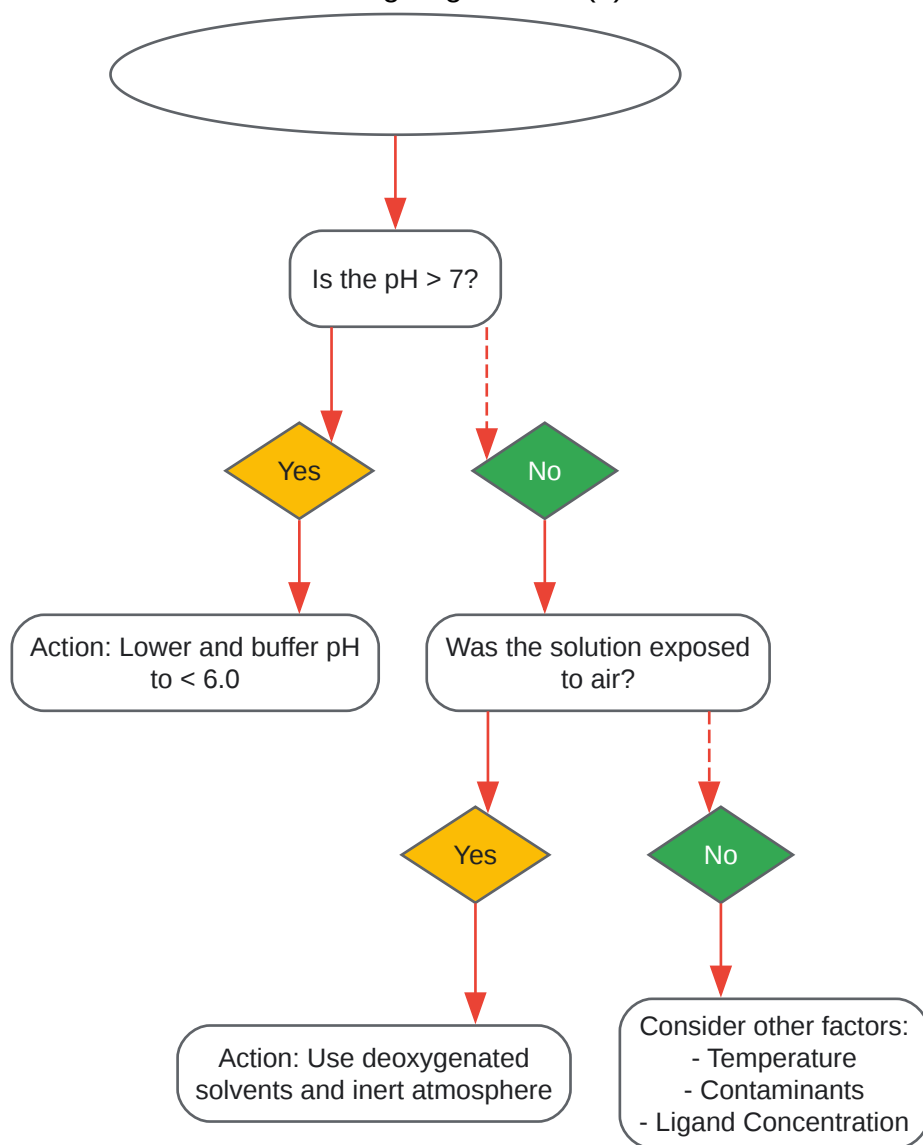 Is the pH > 7?
Yes
No
Action: Lower and buffer pH
to < 6.0
Was the solution exposed
to air?
Yes
No
Action: Use deoxygenated
solvents and inert atmosphere
Consider other factors:
- Temperature
- Contaminants
- Ligand Concentration